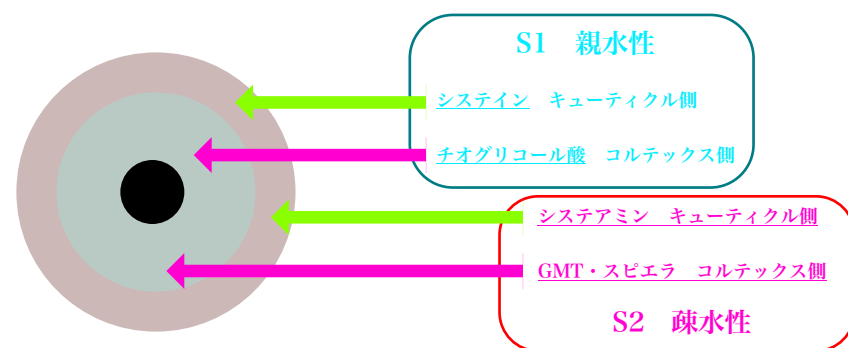 S1　親水性
システイン　キューティクル側
チオグリコール酸　コルテックス側
システアミン　キューティクル側
GMT・スピエラ　コルテックス側
S2　疎水性